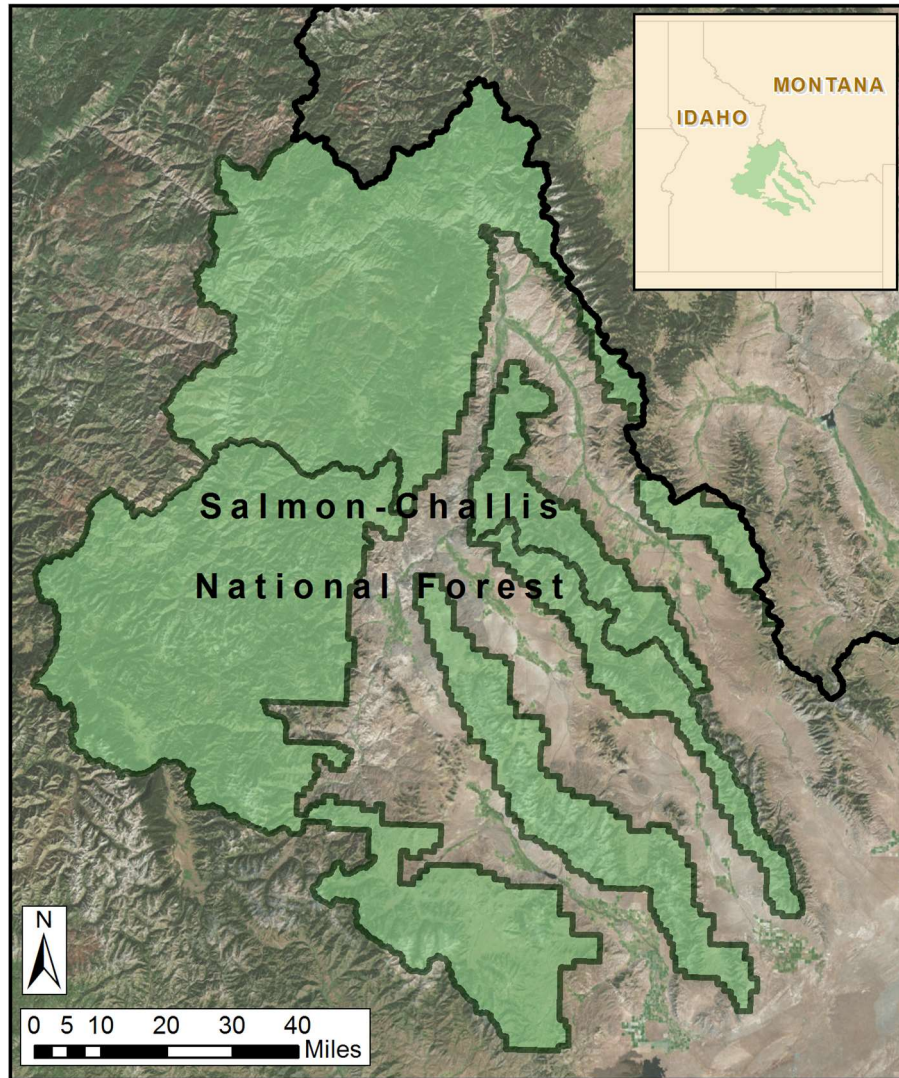 MONTANA
IDAHO
Salmon-Challis
National Forest
N
0 5 10 20 30 40
Miles